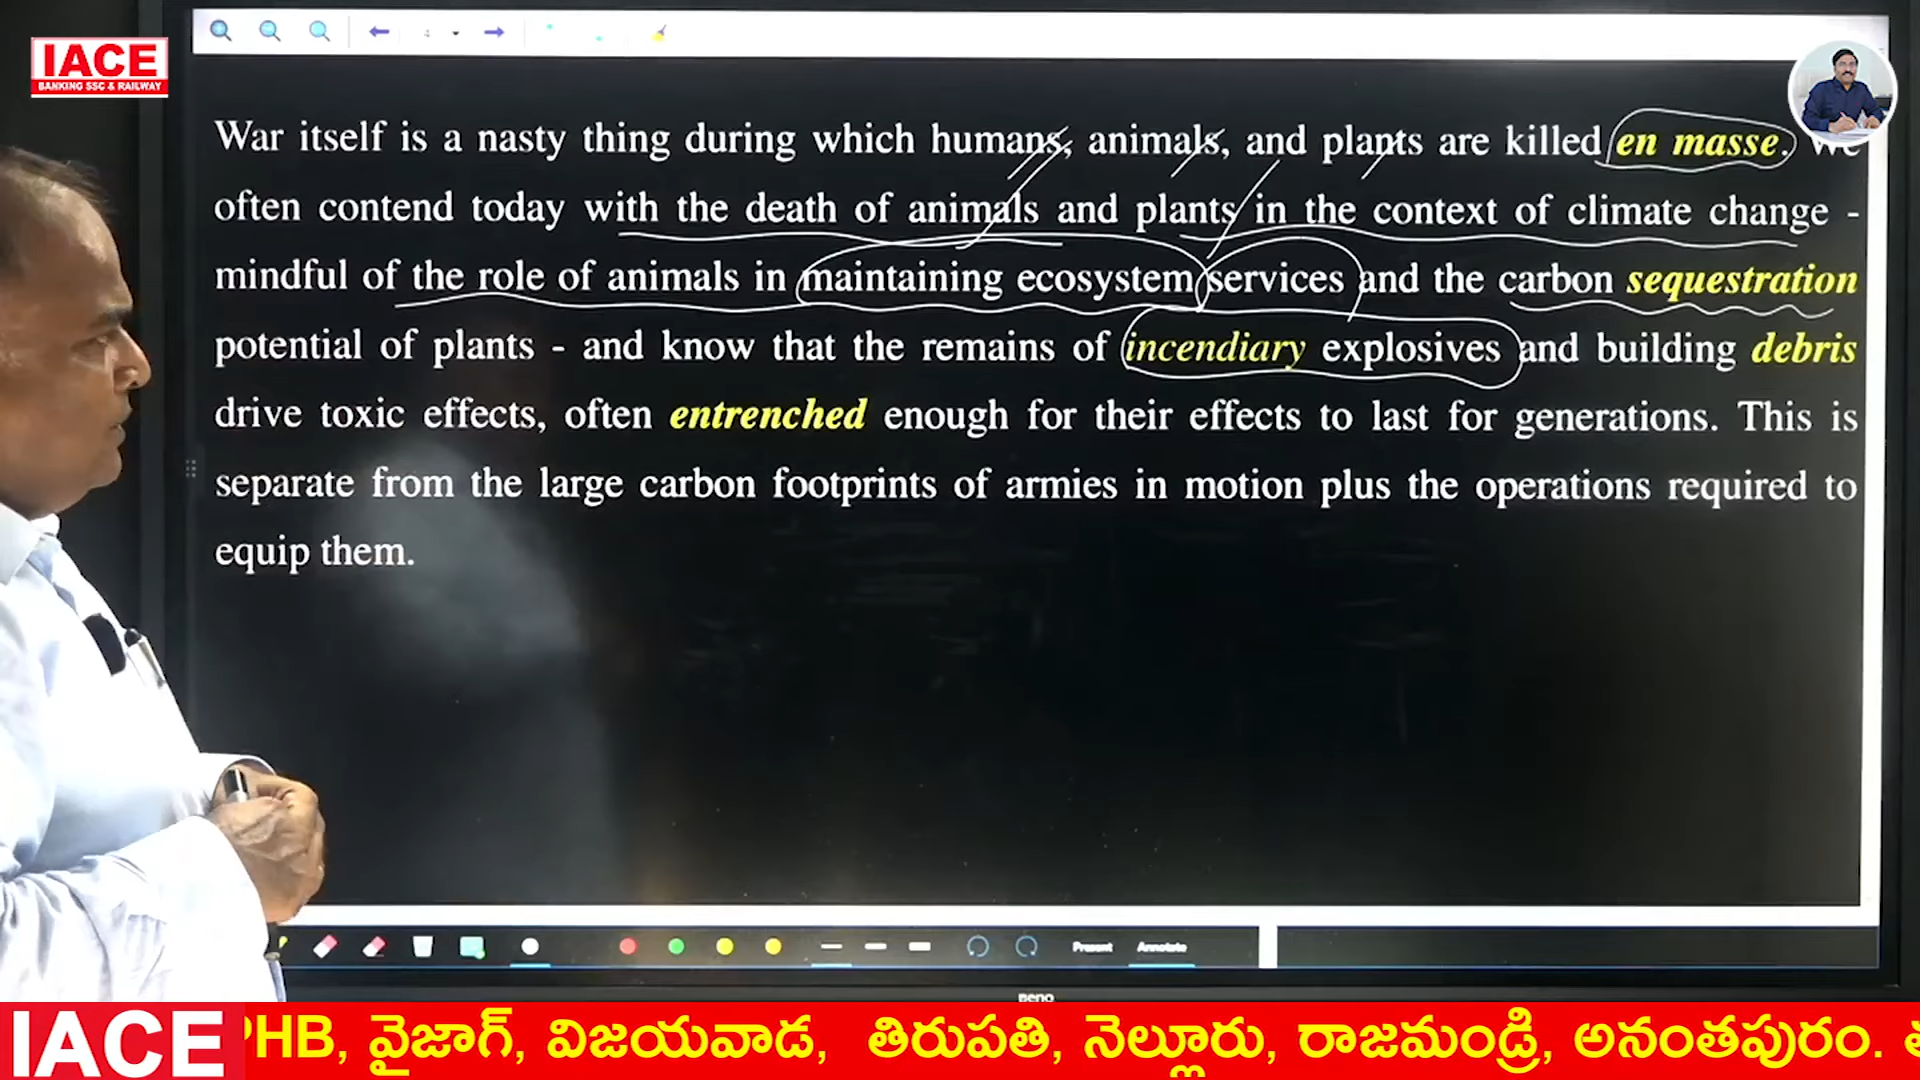 IACE
BANKING SSC & RAILWAY
4
War itself is a nasty thing during which humans, animals, and plants are killed en masse. We
often contend today with the death of animals and plants in the context of climate change -
mindful of the role of animals in maintaining ecosystem services and the carbon sequestration
potential of plants - and know that the remains of incendiary explosives and building debris
drive toxic effects, often entrenched enough for their effects to last for generations. This is
separate from the large carbon footprints of armies in motion plus the operations required to
equip them.
Present Annotate
BenQ
IACE PHB, వైజాగ్, విజయవాడ, తిరుపతి, నెల్లూరు, రాజమండ్రి, అనంతపురం.